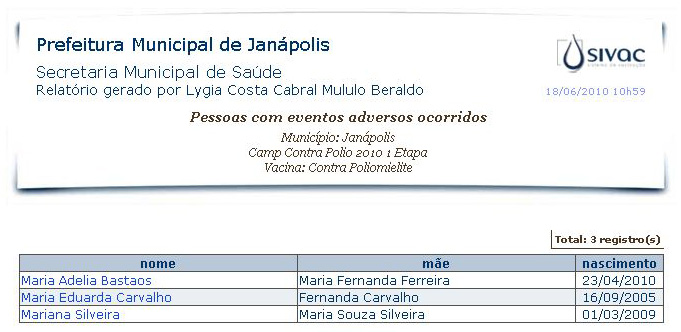 Prefeitura Municipal de Janápolis
sivac
Secretaria Municipal de Saúde
Relatório gerado por Lygia Costa Cabral Mululo Beraldo
18/06/2010 10h59
Pessoas com eventos adversos ocorridos
Município: Janápolis
Camp Contra Polio 2010 1 Etapa
Vacina: Contra Poliomielite
Total: 3 registro(s)
nome mãe nascimento
Maria Adelia Bastaos Maria Fernanda Ferreira 23/04/2010
Maria Eduarda Carvalho Fernanda Carvalho 16/09/2005
Mariana Silveira Maria Souza Silveira 01/03/2009